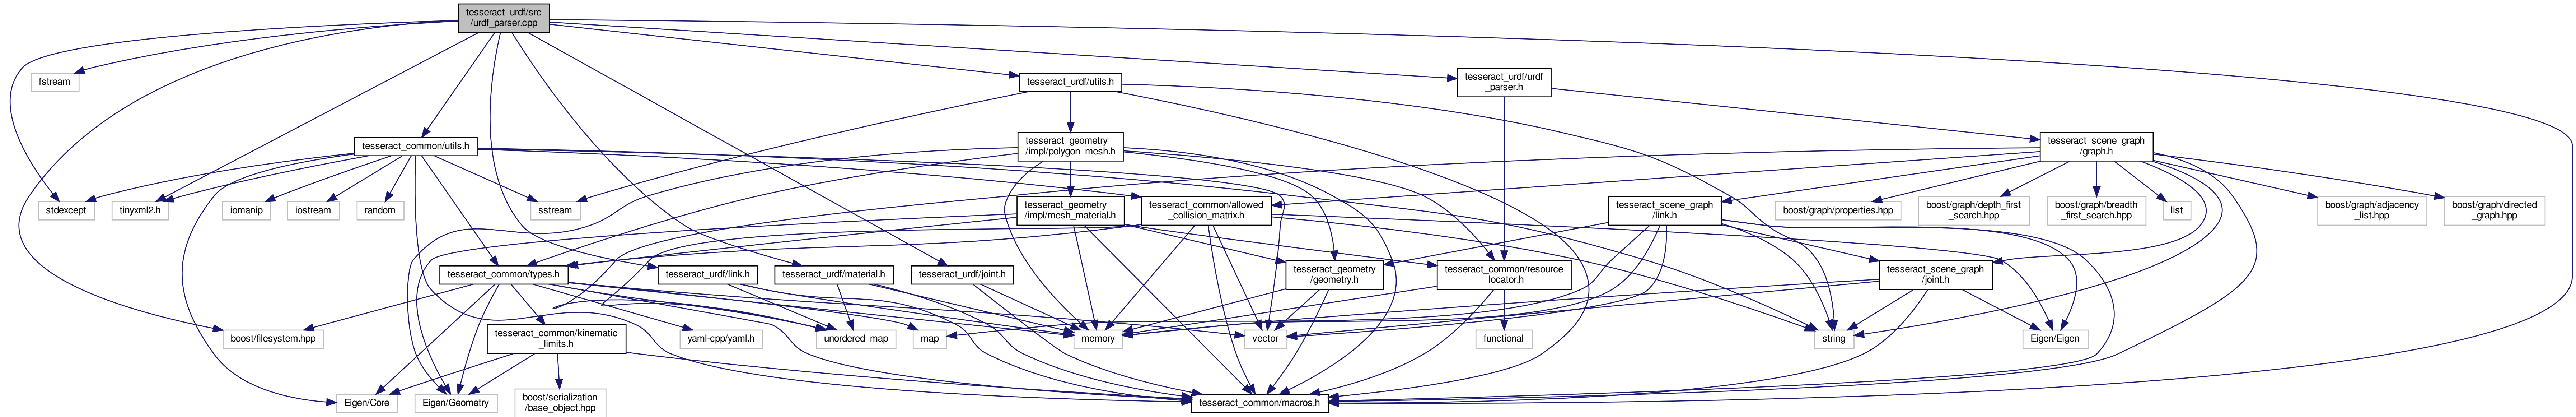 tesseract_urdf/src
/urdf_parser.cpp
fstream
tesseract_urdf/utils.h
tesseract_urdf/urdf
_parser.h
tesseract_common/utils.h
tesseract_geometry
/impl/polygon_mesh.h
tesseract_scene_graph
/graph.h
stdexcept
tinyxml2.h
iomanip
iostream
random
sstream
tesseract_geometry
/impl/mesh_material.h
tesseract_common/allowed
_collision_matrix.h
tesseract_scene_graph
/link.h
boost/graph/properties.hpp
boost/graph/depth_first
_search.hpp
boost/graph/breadth
_first_search.hpp
list
boost/graph/adjacency
_list.hpp
boost/graph/directed
_graph.hpp
tesseract_common/types.h
tesseract_urdf/link.h
tesseract_urdf/material.h
tesseract_urdf/joint.h
tesseract_geometry
/geometry.h
tesseract_common/resource
_locator.h
tesseract_scene_graph
/joint.h
boost/filesystem.hpp
tesseract_common/kinematic
_limits.h
yaml-cpp/yaml.h
unordered_map
map
memory
vector
functional
string
Eigen/Eigen
Eigen/Core
Eigen/Geometry
boost/serialization
/base_object.hpp
tesseract_common/macros.h